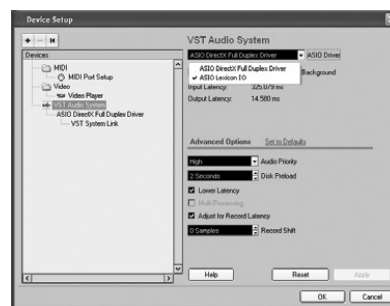 Device Setup
+ - |◄
Devices
MIDI
MIDI Port Setup
Video
Video Player
VST Audio System
ASIO DirectX Full Duplex Driver
VST System Link
VST Audio System
ASIO DirectX Full Duplex Driver ASIO Driver
ASIO DirectX Full Duplex Driver
ASIO Lexicon IO
Background
Input Latency: 325.079 ms
Output Latency: 14.580 ms
Advanced Options Set to Defaults
High Audio Priority
2 Seconds Disk Preload
Lower Latency
Multi Processing
Adjust for Record Latency
0 Samples Record Shift
Help Reset Apply
OK Cancel